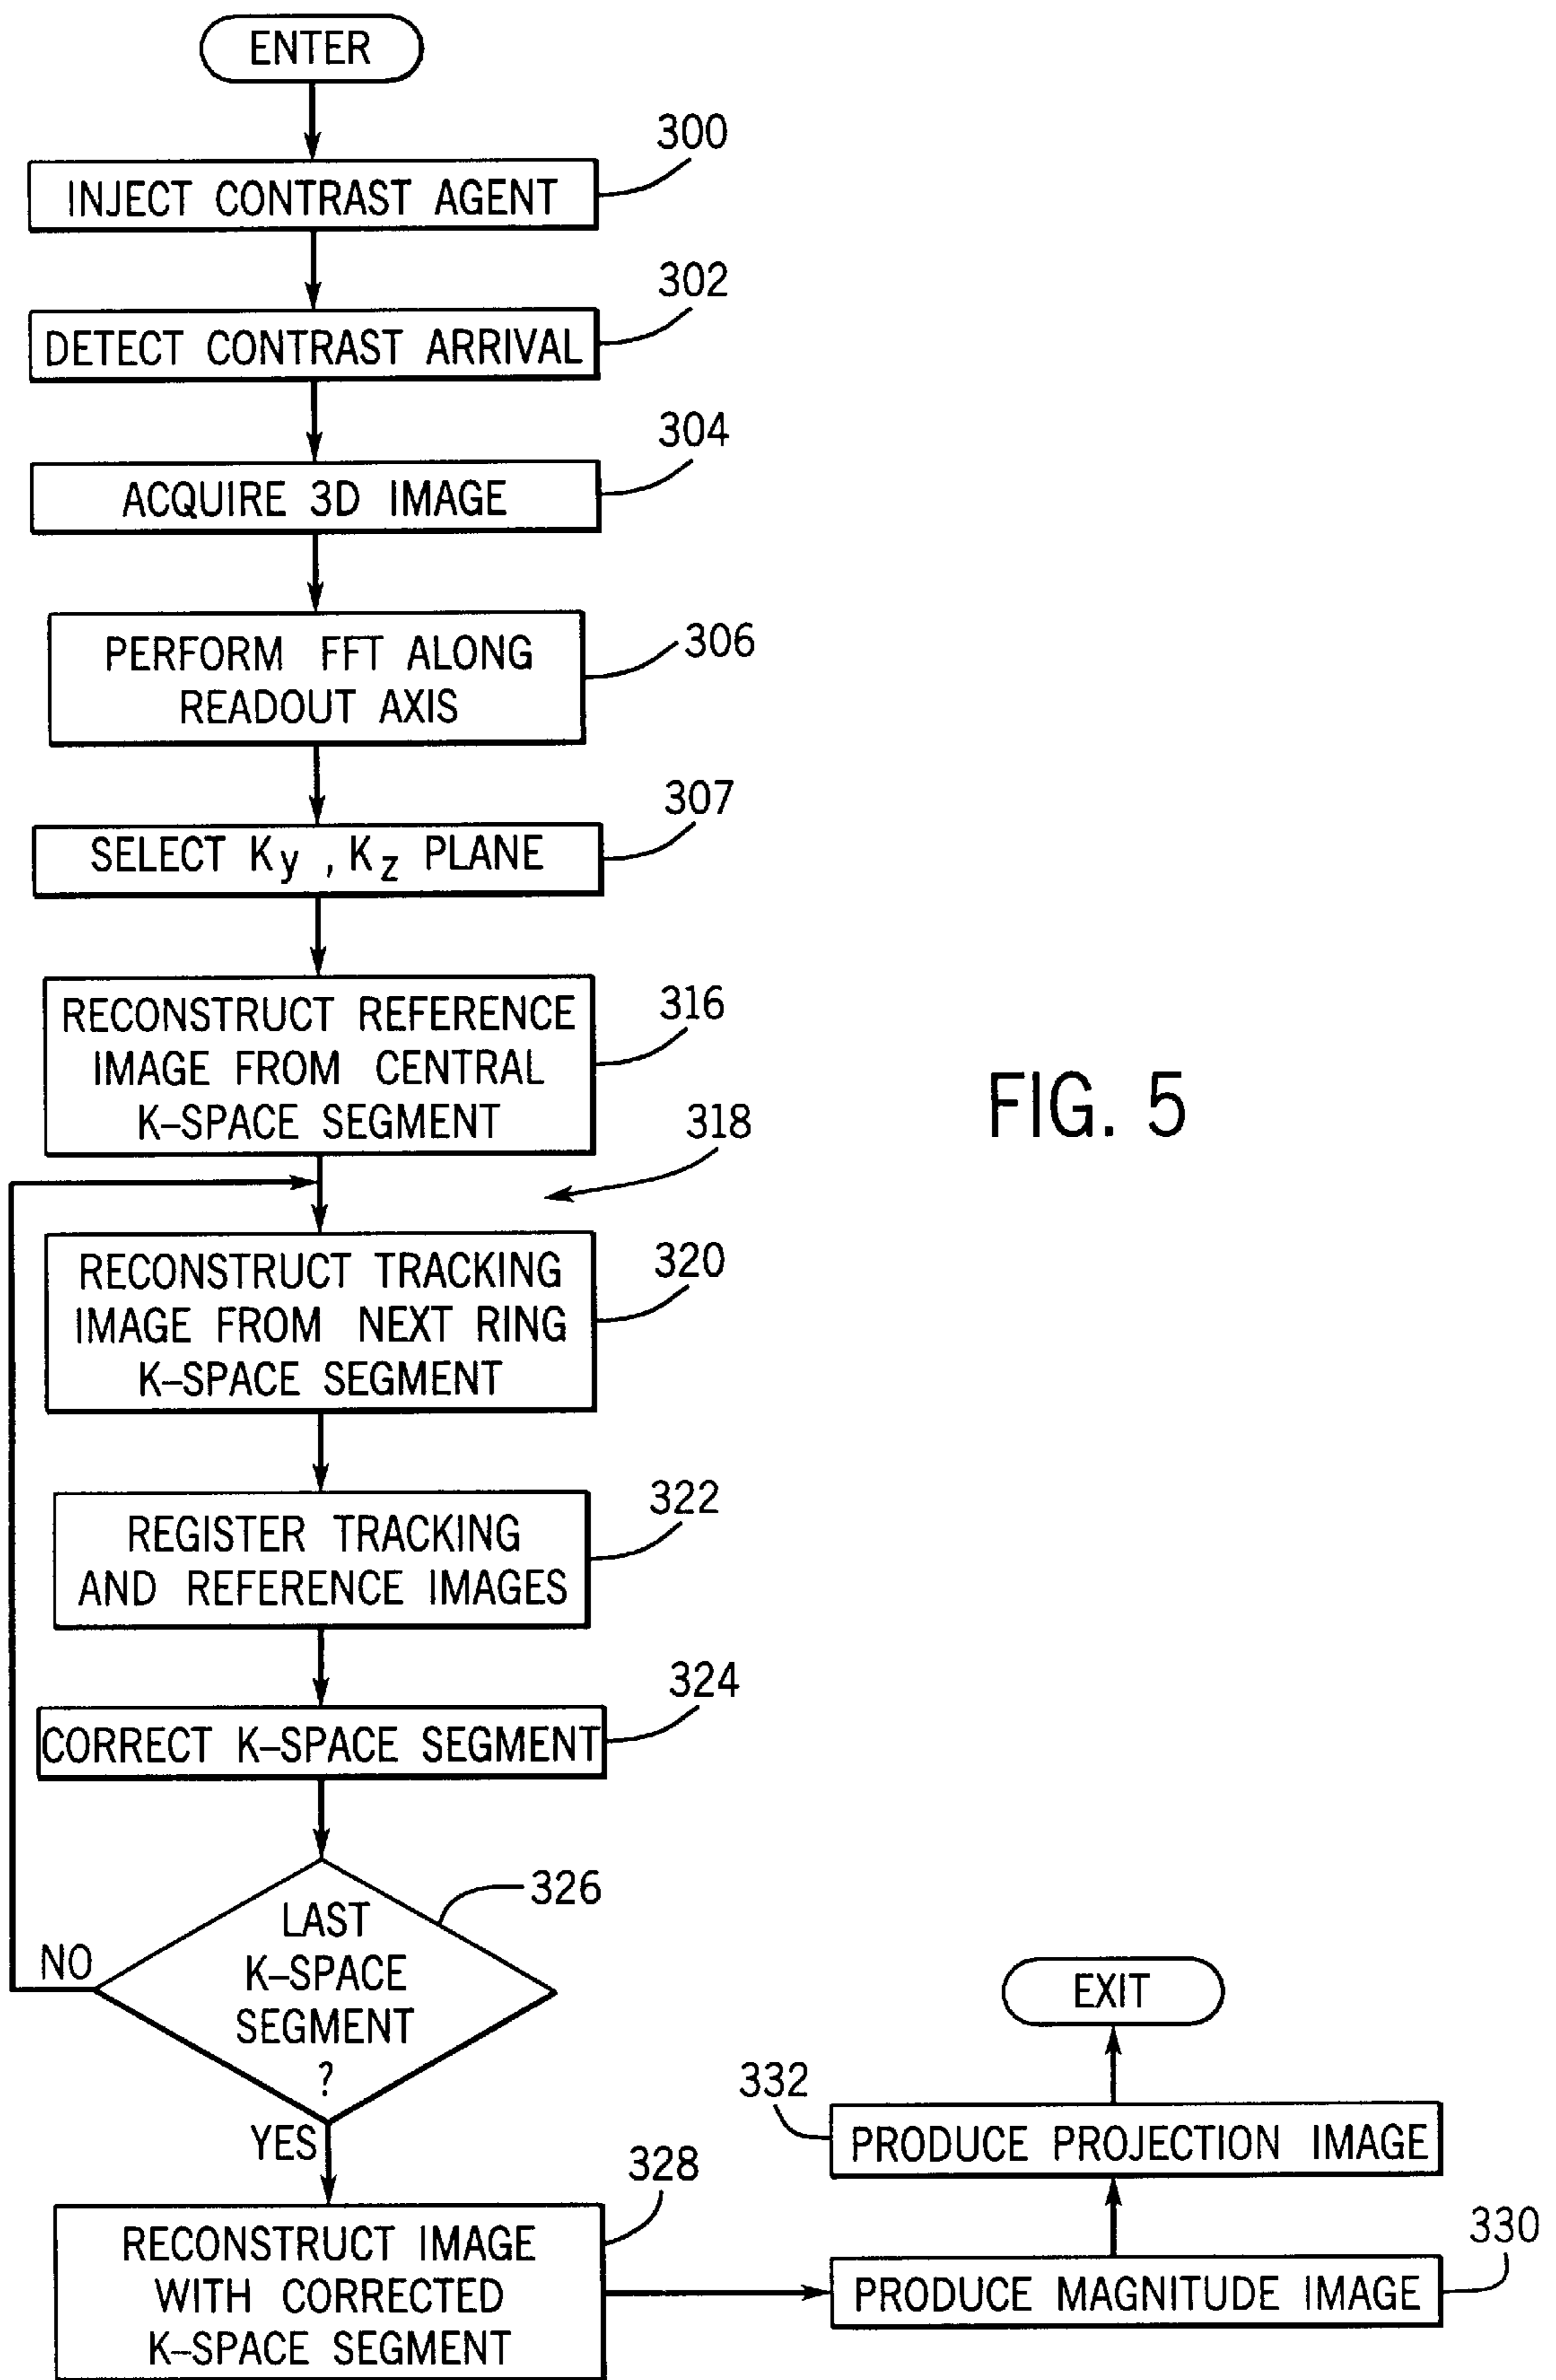 ENTER
300
INJECT CONTRAST AGENT
302
DETECT CONTRAST ARRIVAL
304
ACQUIRE 3D IMAGE
306
PERFORM FFT ALONG
READOUT AXIS
307
SELECT Ky , Kz PLANE
316
RECONSTRUCT REFERENCE
IMAGE FROM CENTRAL
K–SPACE SEGMENT
FIG. 5
318
320
RECONSTRUCT TRACKING
IMAGE FROM NEXT RING
K–SPACE SEGMENT
322
REGISTER TRACKING
AND REFERENCE IMAGES
324
CORRECT K–SPACE SEGMENT
326
LAST
K–SPACE
SEGMENT
?
NO
YES
328
RECONSTRUCT IMAGE
WITH CORRECTED
K–SPACE SEGMENT
330
PRODUCE MAGNITUDE IMAGE
332
PRODUCE PROJECTION IMAGE
EXIT